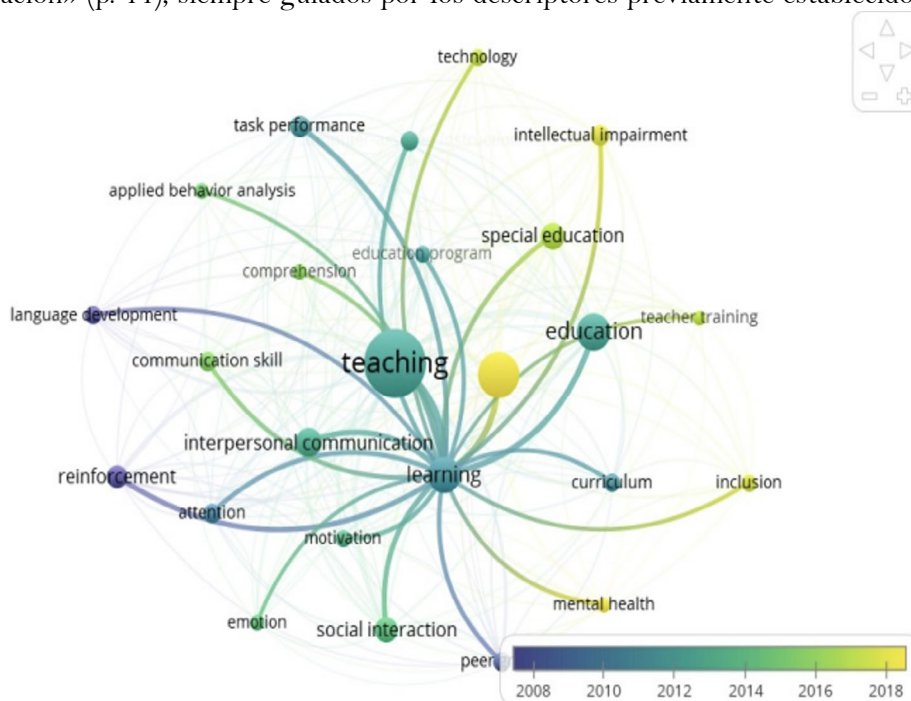 (p. 44), siempre guiados por los descriptores previamente establecido
technology
task performance
intellectual impairment
applied behavior analysis
special education
education program
comprehension
language development
teacher training
education
communication skill
teaching
interpersonal communication
learning
reinforcement
curriculum
inclusion
attention
motivation
mental health
emotion
social interaction
peer
2008 2010 2012 2014 2016 2018